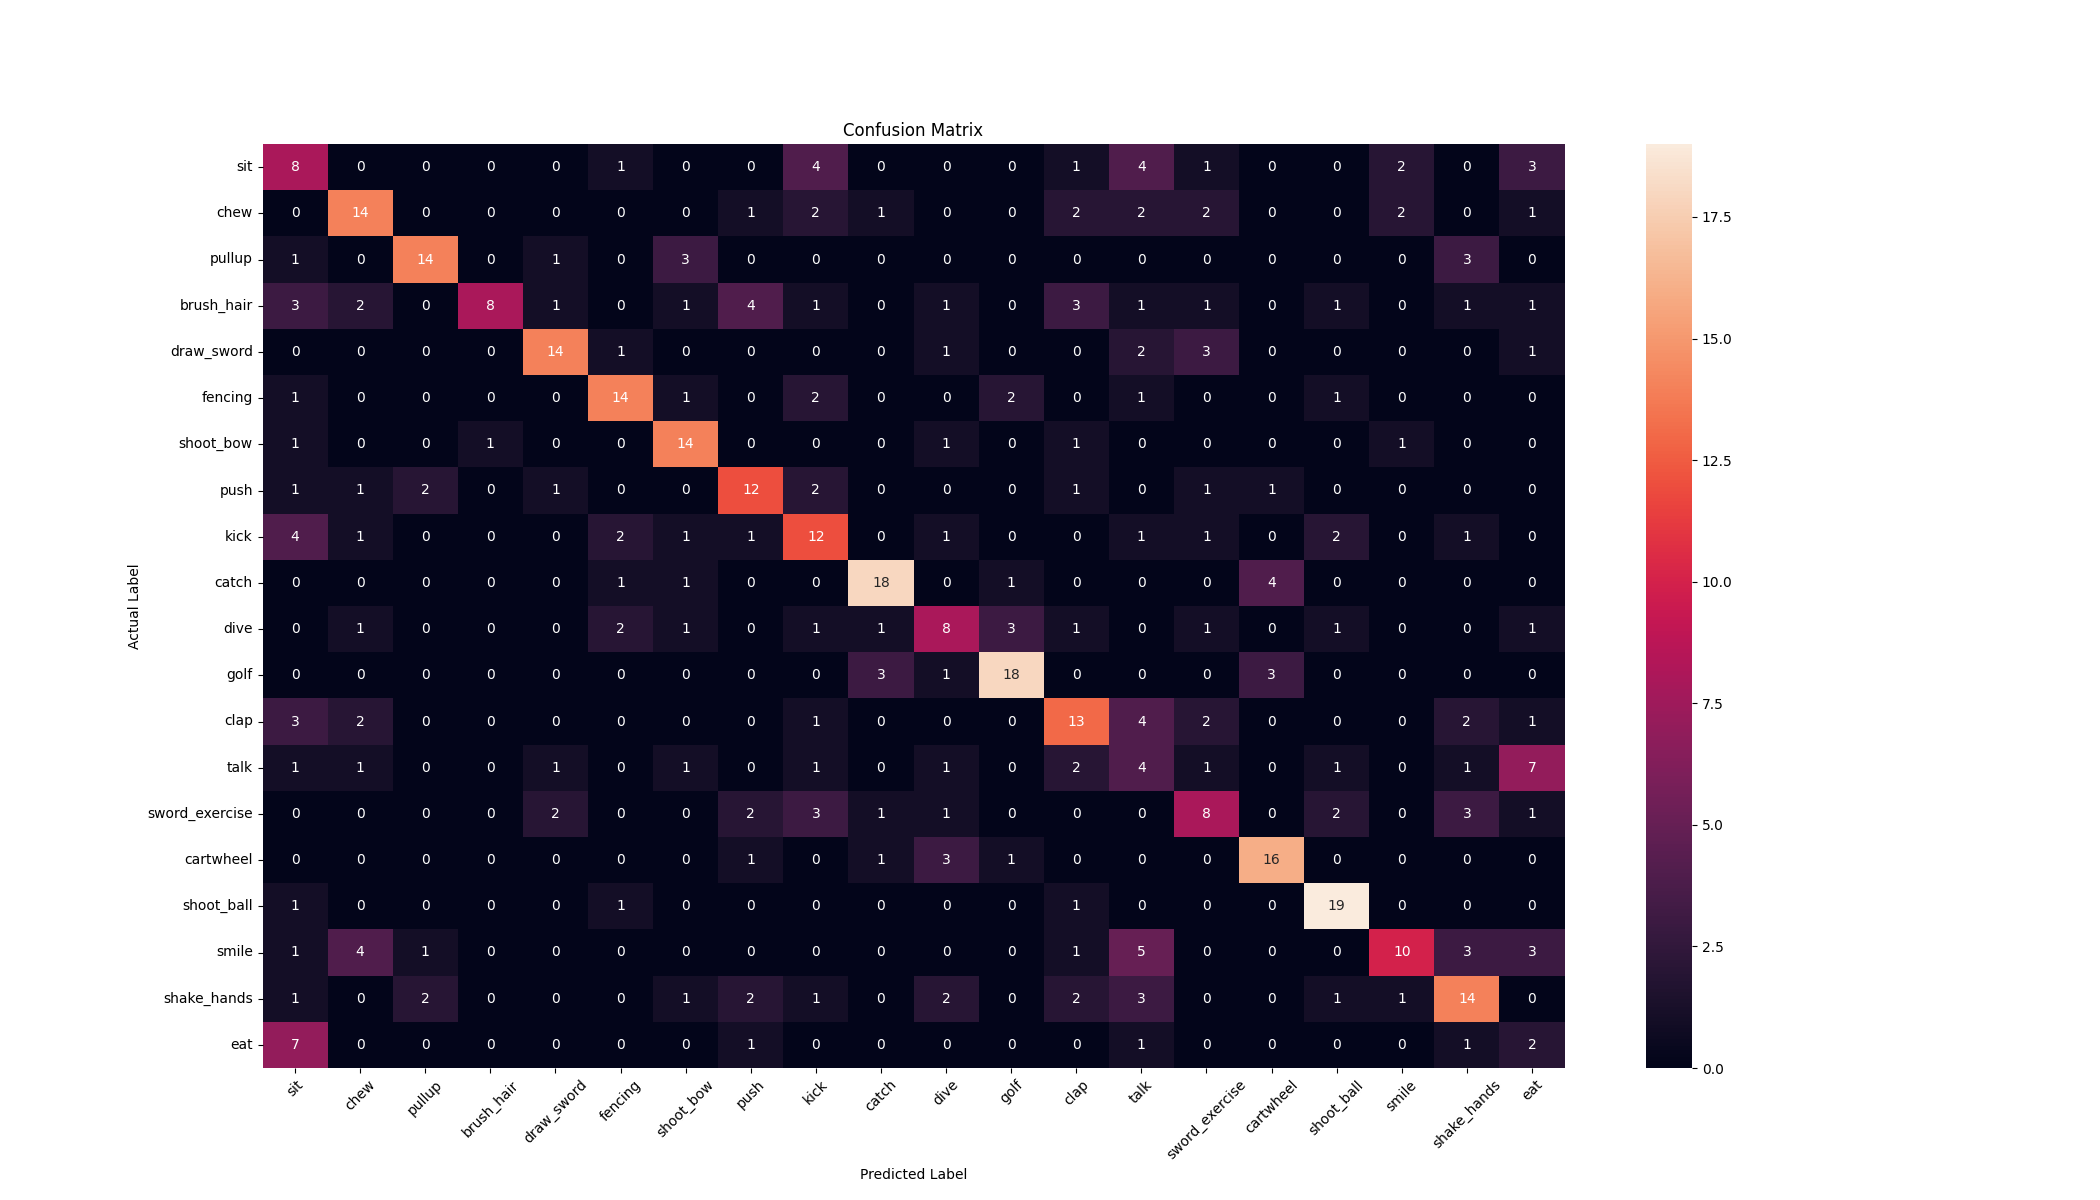 Confusion Matrix
sit 8 0 0 0 0 1 0 0 4 0 0 0 1 4 1 0 0 2 0 3
chew 0 14 0 0 0 0 0 1 2 1 0 0 2 2 2 0 0 2 0 1
17.5
pullup 1 0 14 0 1 0 3 0 0 0 0 0 0 0 0 0 0 0 3 0
brush_hair 3 2 0 8 1 0 1 4 1 0 1 0 3 1 1 0 1 0 1 1
15.0
draw_sword 0 0 0 0 14 1 0 0 0 0 1 0 0 2 3 0 0 0 0 1
fencing 1 0 0 0 0 14 1 0 2 0 0 2 0 1 0 0 1 0 0 0
shoot_bow 1 0 0 1 0 0 14 0 0 0 1 0 1 0 0 0 0 1 0 0
12.5
push 1 1 2 0 1 0 0 12 2 0 0 0 1 0 1 1 0 0 0 0
kick 4 1 0 0 0 2 1 1 12 0 1 0 0 1 1 0 2 0 1 0
catch 0 0 0 0 0 1 1 0 0 18 0 1 0 0 0 4 0 0 0 0
10.0
Actual Label
dive 0 1 0 0 0 2 1 0 1 1 8 3 1 0 1 0 1 0 0 1
golf 0 0 0 0 0 0 0 0 0 3 1 18 0 0 0 3 0 0 0 0
7.5
clap 3 2 0 0 0 0 0 0 1 0 0 0 13 4 2 0 0 0 2 1
talk 1 1 0 0 1 0 1 0 1 0 1 0 2 4 1 0 1 0 1 7
sword_exercise 0 0 0 0 2 0 0 2 3 1 1 0 0 0 8 0 2 0 3 1
5.0
cartwheel 0 0 0 0 0 0 0 1 0 1 3 1 0 0 0 16 0 0 0 0
shoot_ball 1 0 0 0 0 1 0 0 0 0 0 0 1 0 0 0 19 0 0 0
smile 1 4 1 0 0 0 0 0 0 0 0 0 1 5 0 0 0 10 3 3
2.5
shake_hands 1 0 2 0 0 0 1 2 1 0 2 0 2 3 0 0 1 1 14 0
eat 7 0 0 0 0 0 0 1 0 0 0 0 0 1 0 0 0 0 1 2
0.0
sit chew pullup brush_hair draw_sword fencing shoot_bow push kick catch dive golf clap talk sword_exercise cartwheel shoot_ball smile shake_hands eat
Predicted Label